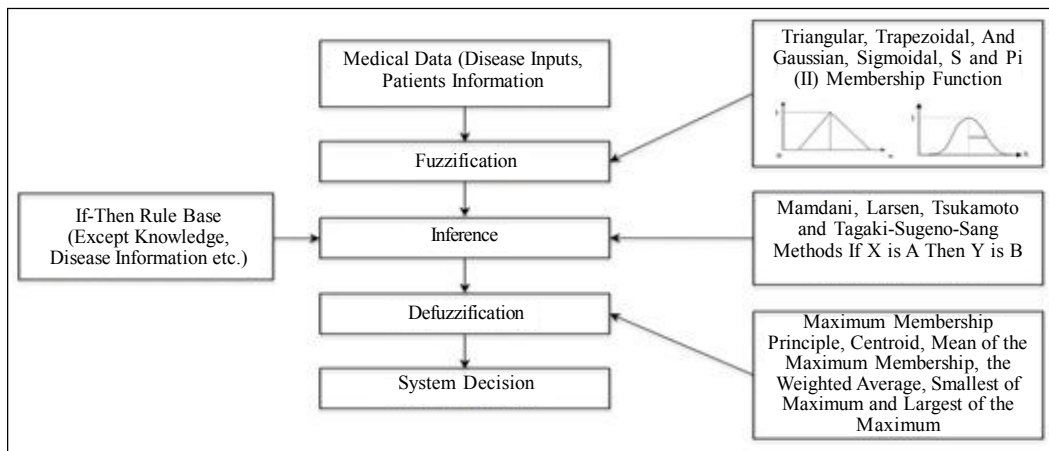 Medical Data (Disease Inputs,
Patients Information
Fuzzification
Inference
Defuzzification
System Decision
If-Then Rule Base
(Except Knowledge,
Disease Information etc.)
Triangular, Trapezoidal, And
Gaussian, Sigmoidal, S and Pi
(II) Membership Function
Mamdani, Larsen, Tsukamoto
and Tagaki-Sugeno-Sang
Methods If X is A Then Y is B
Maximum Membership
Principle, Centroid, Mean of the
Maximum Membership, the
Weighted Average, Smallest of
Maximum and Largest of the
Maximum